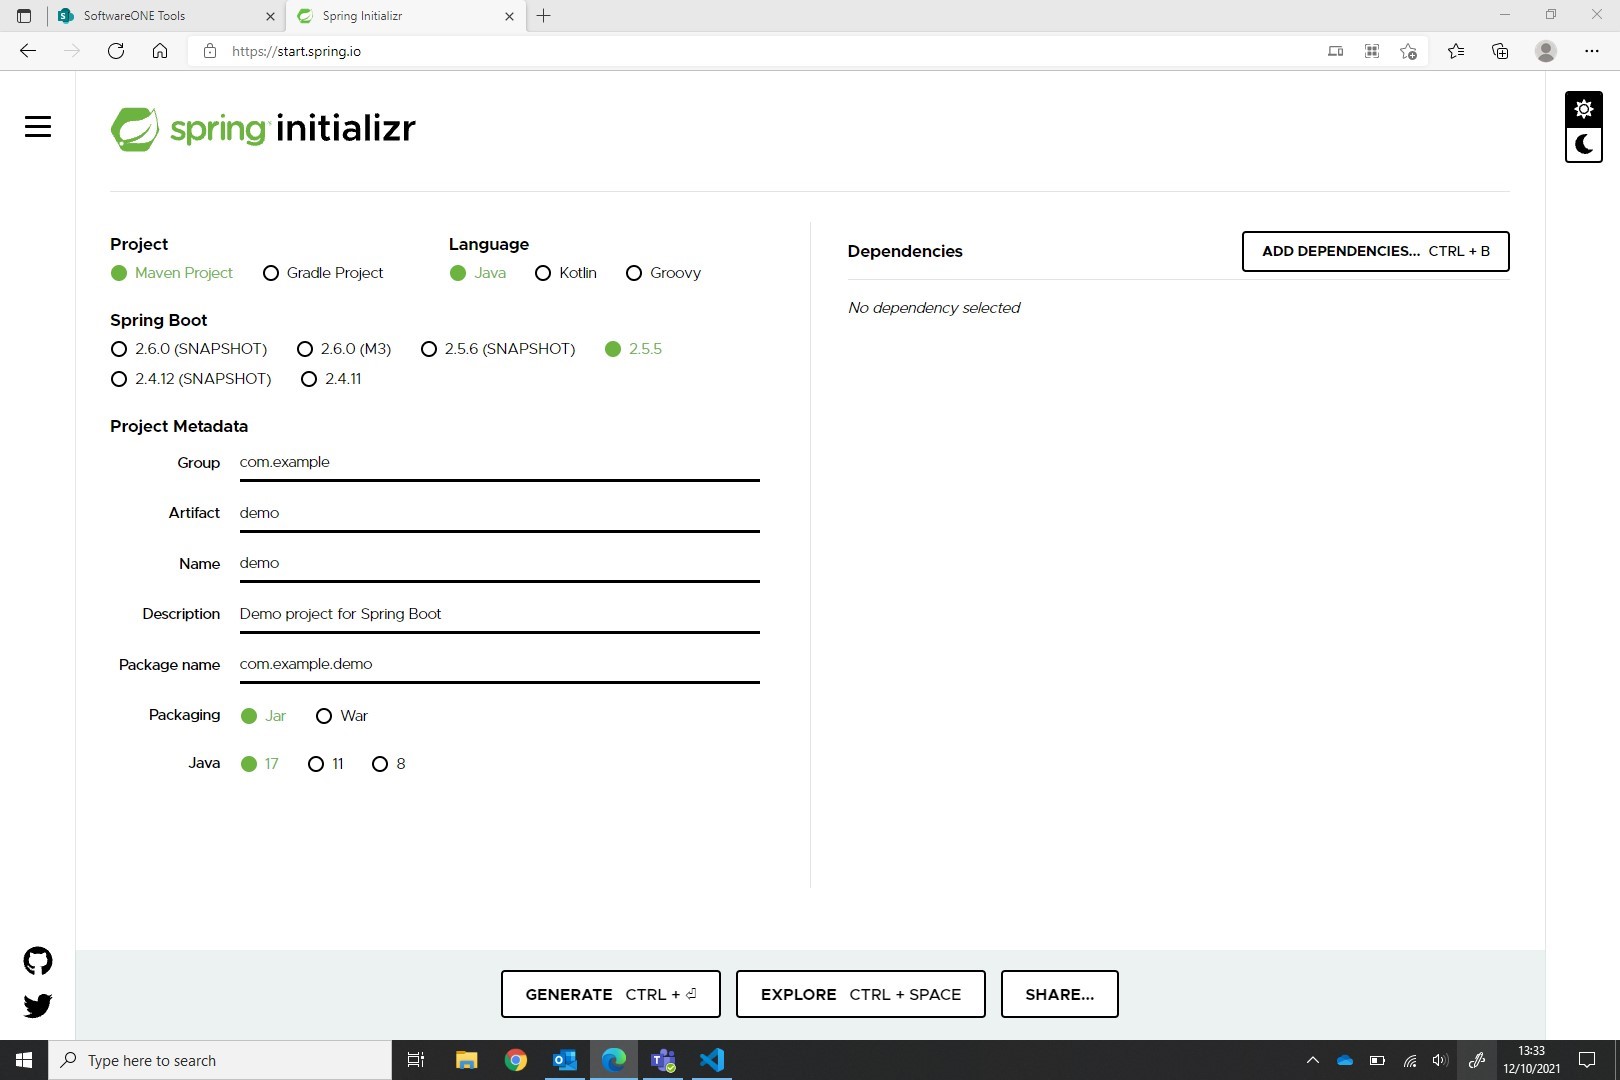 SoftwareONE Tools
Spring Initializr
https://start.spring.io
spring initializr
Project
Language
Maven Project
Gradle Project
Java
Kotlin
Groovy
Dependencies
ADD DEPENDENCIES... CTRL + B
No dependency selected
Spring Boot
2.6.0 (SNAPSHOT)
2.6.0 (M3)
2.5.6 (SNAPSHOT)
2.5.5
2.4.12 (SNAPSHOT)
2.4.11
Project Metadata
Group com.example
Artifact demo
Name demo
Description Demo project for Spring Boot
Package name com.example.demo
Packaging Jar War
Java 17 11 8
GENERATE CTRL + ⏎
EXPLORE CTRL + SPACE
SHARE...
Type here to search
13:33
12/10/2021